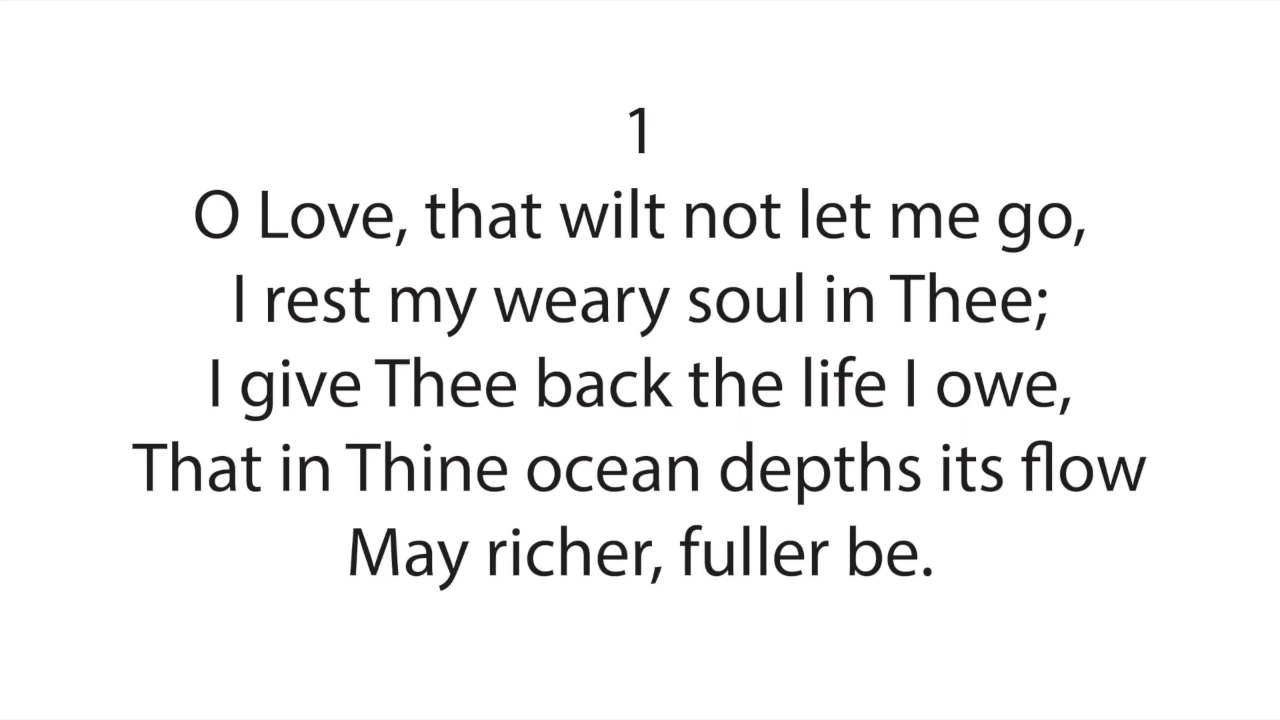 1
O Love, that wilt not let me go,
I rest my weary soul in Thee;
I give Thee back the life I owe,
That in Thine ocean depths its flow
May richer, fuller be.